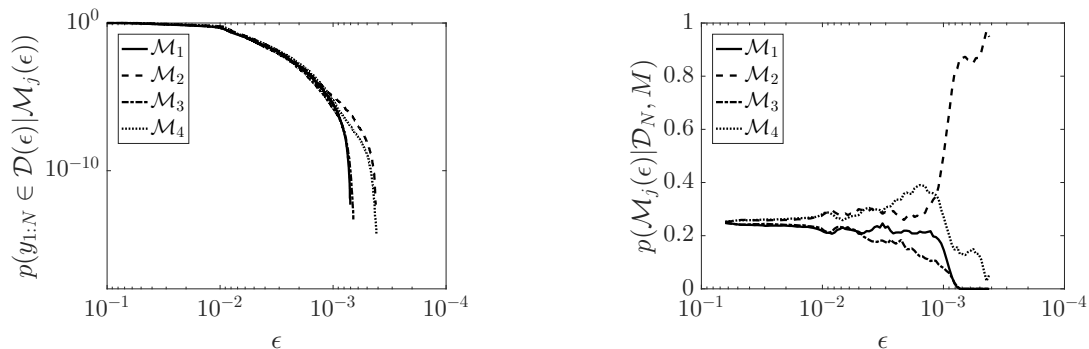 10^0
10^{-10}
p(y_{1:N} ∈ 𝒟(ϵ)|ℳ_j(ϵ))
ℳ_1
ℳ_2
ℳ_3
ℳ_4
10^{-1} 10^{-2} 10^{-3} 10^{-4}
ϵ
1
0.8
0.6
0.4
0.2
0
p(ℳ_j(ϵ)|𝒟_N, M)
ℳ_1
ℳ_2
ℳ_3
ℳ_4
10^{-1} 10^{-2} 10^{-3} 10^{-4}
ϵ